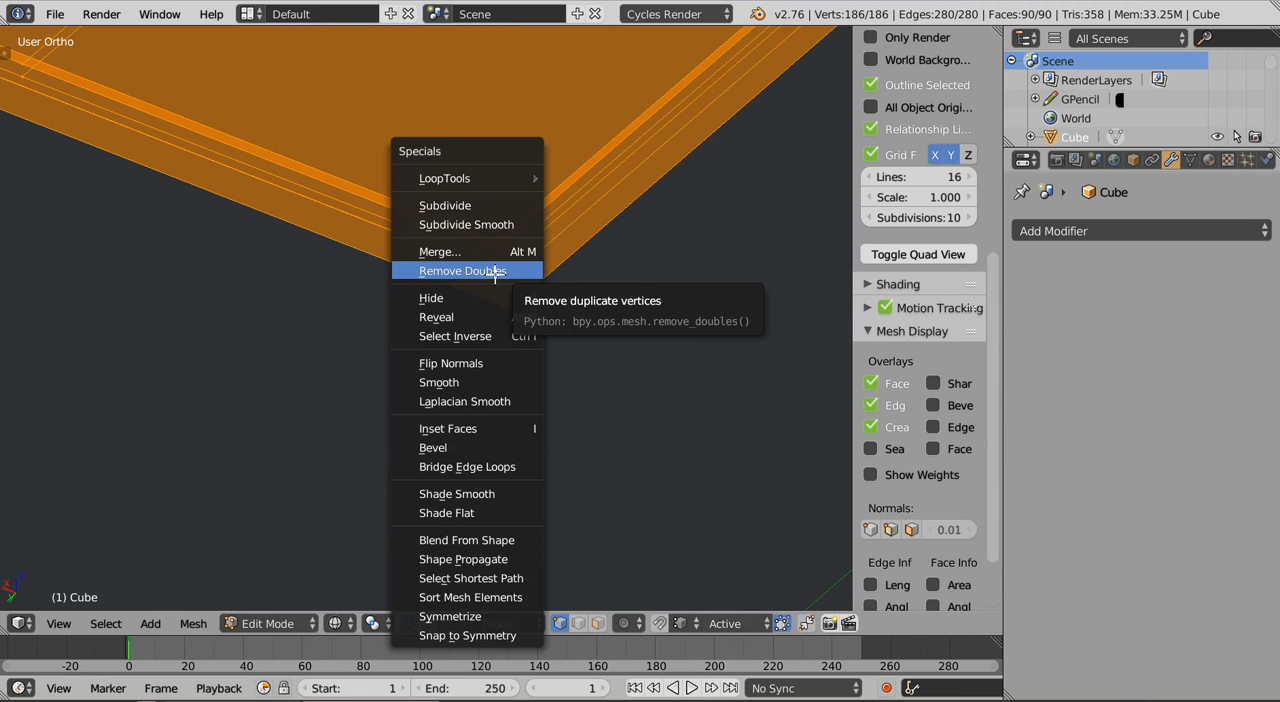 File Render Window Help Default Scene Cycles Render v2.76 | Verts:186/186 | Edges:280/280 | Faces:90/90 | Tris:358 | Mem:33.25M | Cube
User Ortho
Only Render
World Backgro...
Outline Selected
All Object Origi...
Relationship Li...
Grid F X Y Z
Lines: 16
Scale: 1.000
Subdivisions: 10
Toggle Quad View
Shading
Motion Tracking
Mesh Display
Overlays
Face Shar
Edg Beve
Crea Edge
Sea Face
Show Weights
Normals:
0.01
Edge Inf Face Info
Leng Area
Angl Angl
All Scenes
Scene
RenderLayers
GPencil
World
Cube
Cube
Add Modifier
Specials
LoopTools
Subdivide
Subdivide Smooth
Merge... Alt M
Remove Doubles
Hide
Reveal
Select Inverse Ctrl I
Flip Normals
Smooth
Laplacian Smooth
Inset Faces I
Bevel
Bridge Edge Loops
Shade Smooth
Shade Flat
Blend From Shape
Shape Propagate
Select Shortest Path
Sort Mesh Elements
Symmetrize
Snap to Symmetry
Remove duplicate vertices
Python: bpy.ops.mesh.remove_doubles()
(1) Cube
View Select Add Mesh Edit Mode Active
-20 0 20 40 60 80 100 120 140 160 180 200 220 240 260 280
View Marker Frame Playback Start: 1 End: 250 1 No Sync